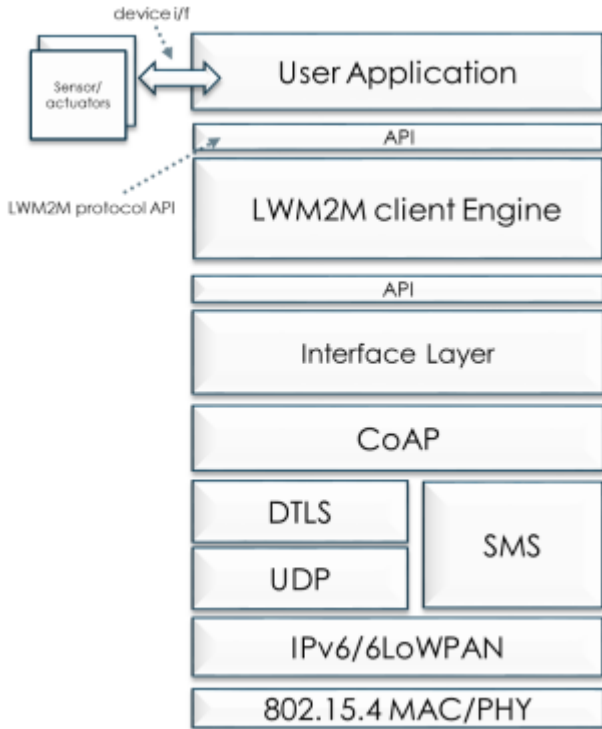 device i/f
User Application
Sensor/
actuators
API
LWM2M protocol API
LWM2M client Engine
API
Interface Layer
CoAP
DTLS
SMS
UDP
IPv6/6LoWPAN
802.15.4 MAC/PHY